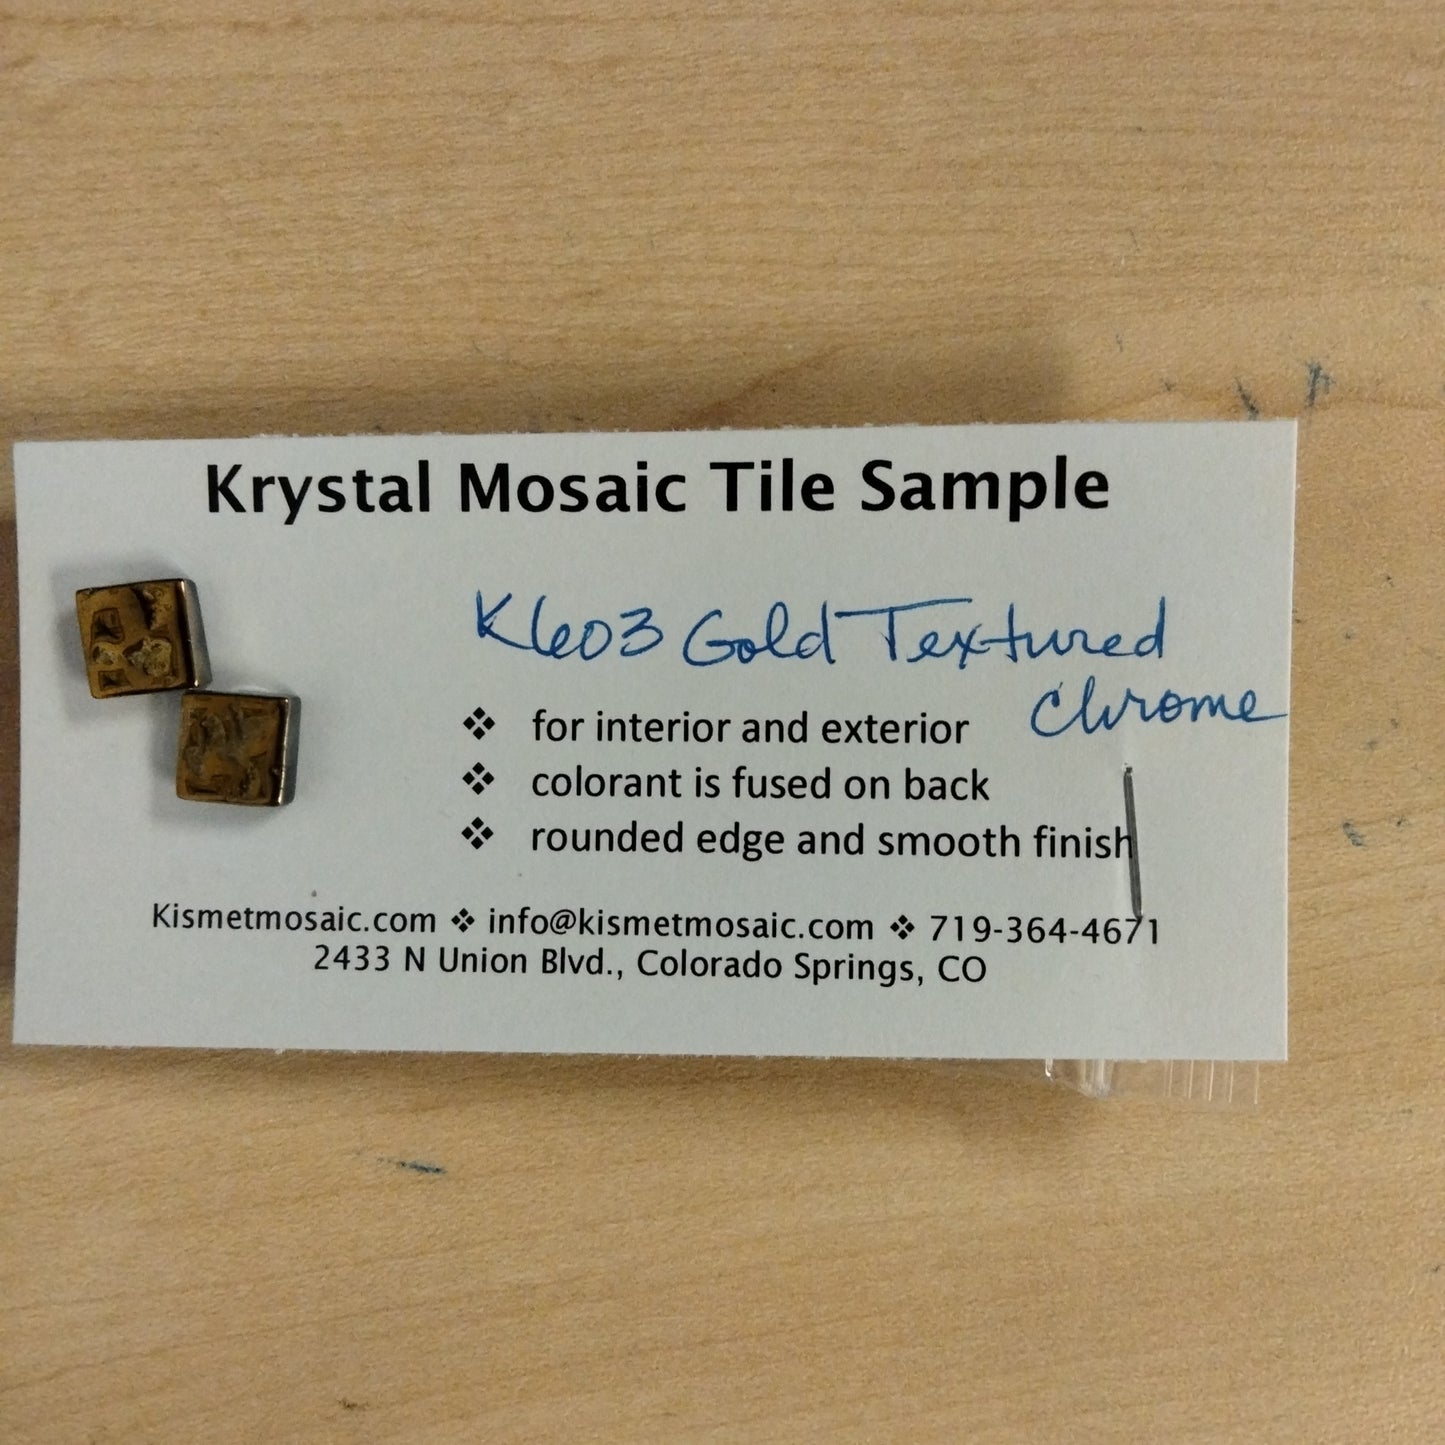 Krystal Mosaic Tile Sample
K603 Gold Textured
Chrome
❖ for interior and exterior
❖ colorant is fused on back
❖ rounded edge and smooth finish
Kismetmosaic.com ❖ info@kismetmosaic.com ❖ 719-364-4671
2433 N Union Blvd., Colorado Springs, CO